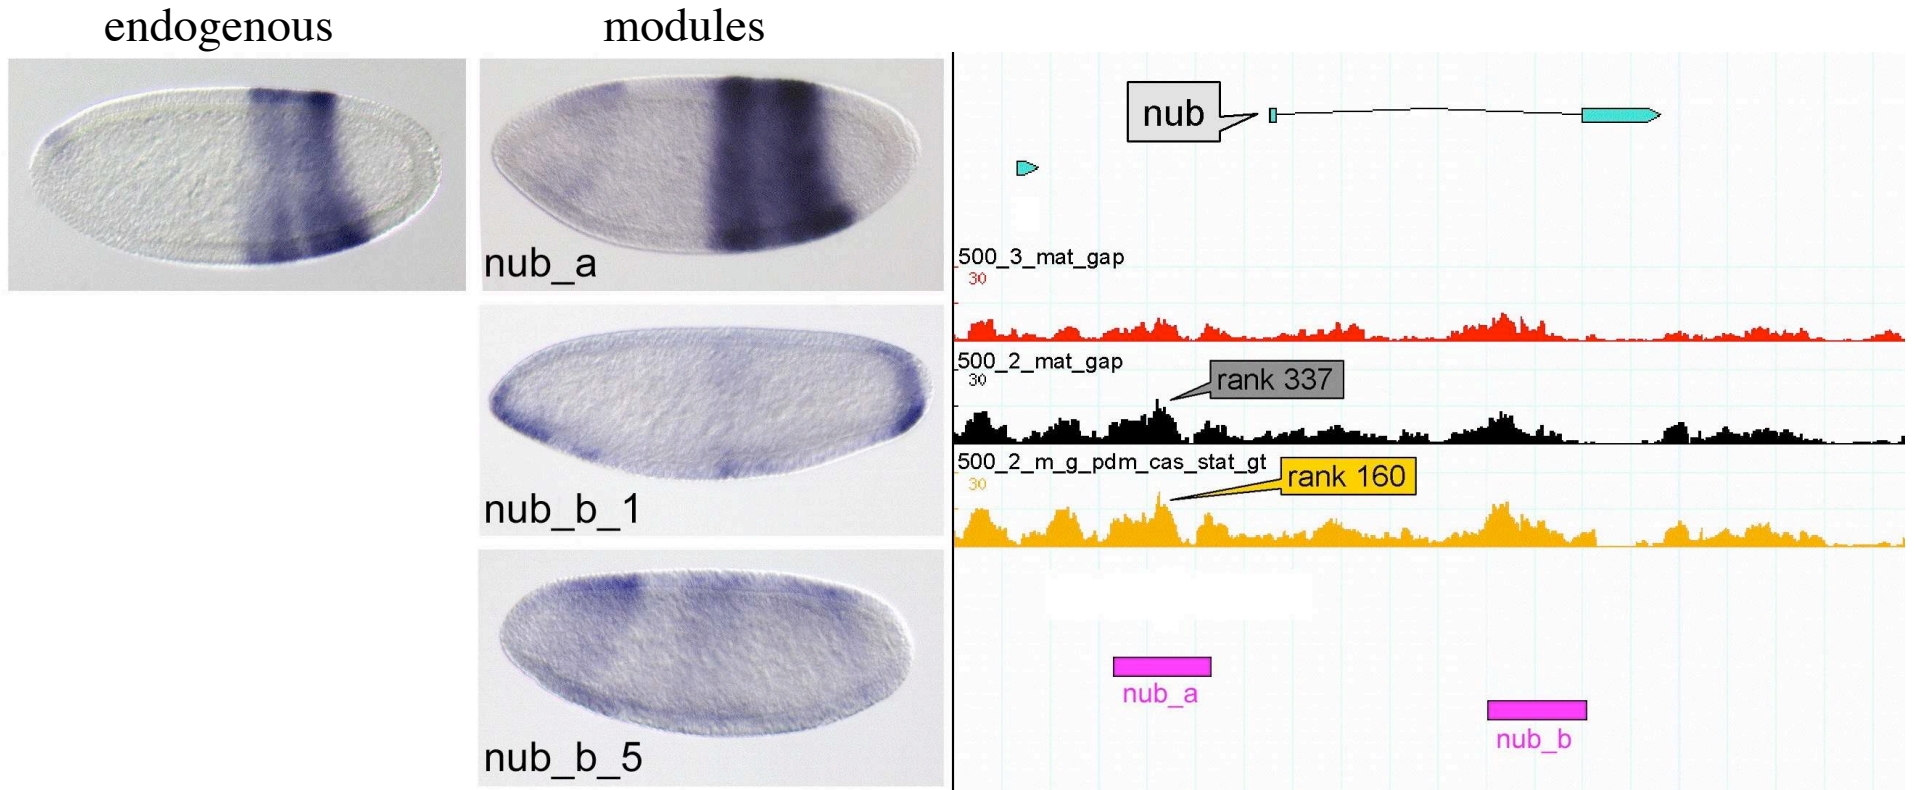 endogenous
modules
nub_a
nub_b_1
nub_b_5
nub
500_3_mat_gap
30
500_2_mat_gap
30
rank 337
500_2_m_g_pdm_cas_stat_gt
30
rank 160
nub_a
nub_b